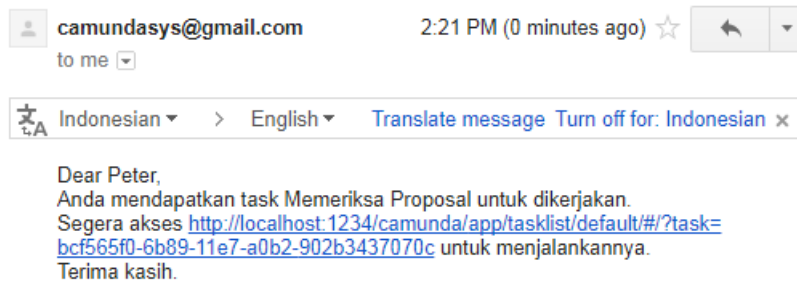 camundasys@gmail.com 2:21 PM (0 minutes ago)
to me
Indonesian > English Translate message Turn off for: Indonesian ×
Dear Peter,
Anda mendapatkan task Memeriksa Proposal untuk dikerjakan.
Segera akses http://localhost:1234/camunda/app/tasklist/default/#/?task=
bcf565f0-6b89-11e7-a0b2-902b3437070c untuk menjalankannya.
Terima kasih.